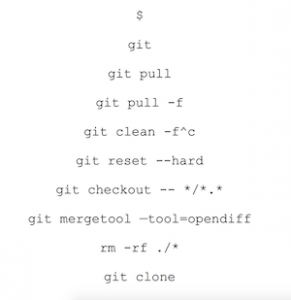 $
git
git pull
git pull -f
git clean -f^c
git reset --hard
git checkout -- */*.*
git mergetool —tool=opendiff
rm -rf ./*
git clone